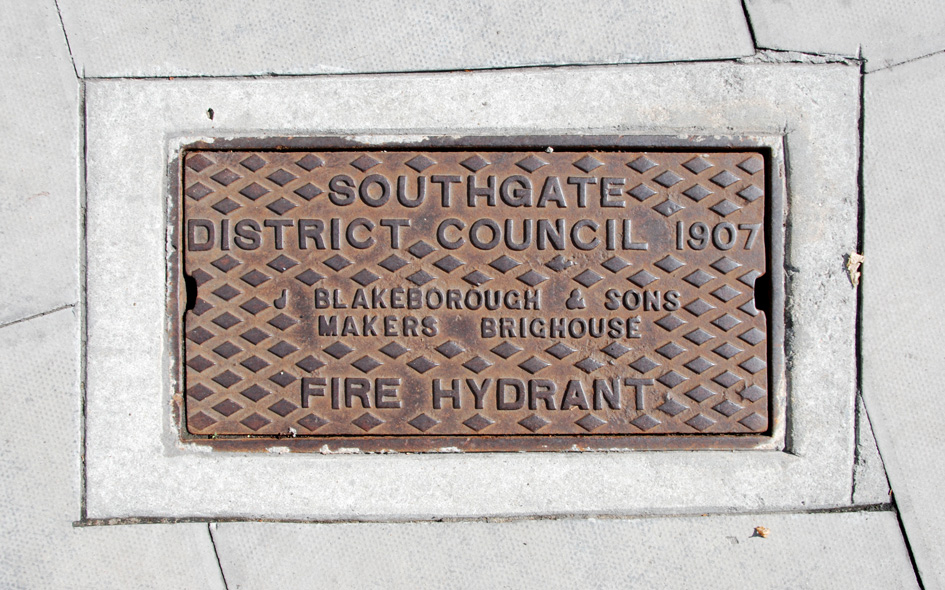 SOUTHGATE
DISTRICT COUNCIL 1907
J BLAKEBOROUGH & SONS
MAKERS BRIGHOUSE
FIRE HYDRANT